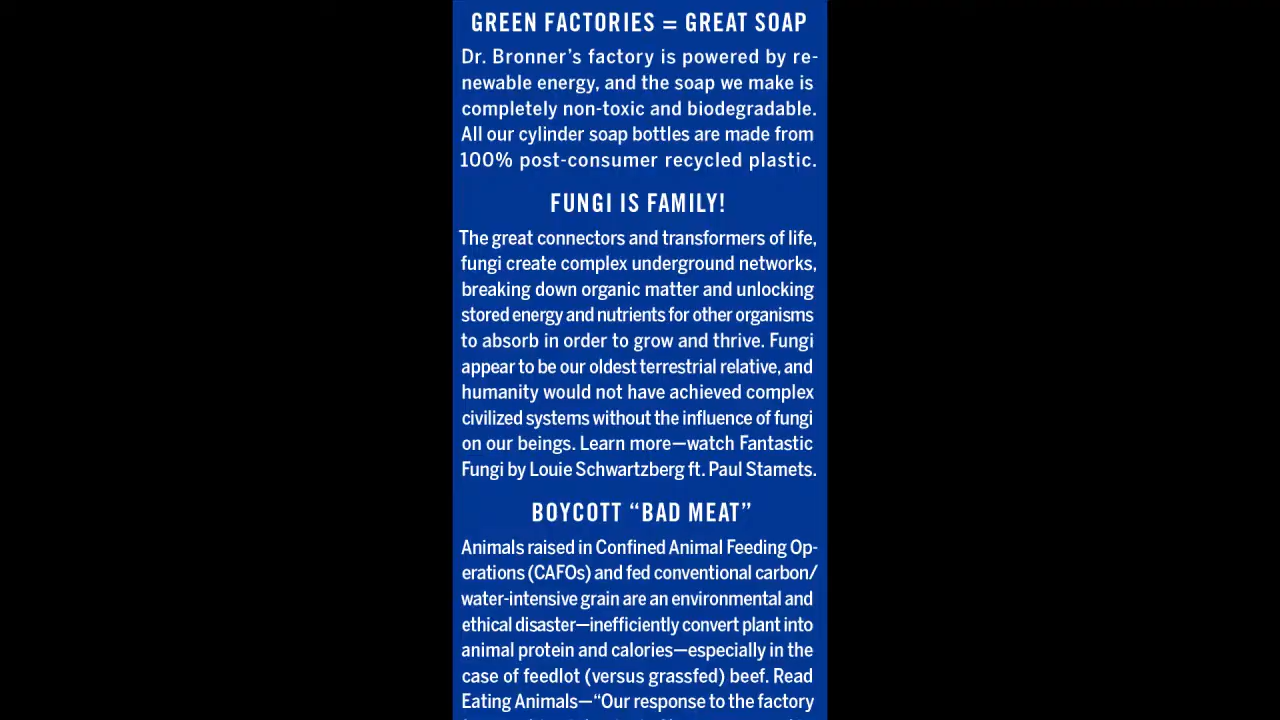 GREEN FACTORIES = GREAT SOAP
Dr. Bronner's factory is powered by re-
newable energy, and the soap we make is
completely non-toxic and biodegradable.
All our cylinder soap bottles are made from
100% post-consumer recycled plastic.
FUNGI IS FAMILY!
The great connectors and transformers of life,
fungi create complex underground networks,
breaking down organic matter and unlocking
stored energy and nutrients for other organisms
to absorb in order to grow and thrive. Fungi
appear to be our oldest terrestrial relative, and
humanity would not have achieved complex
civilized systems without the influence of fungi
on our beings. Learn more—watch Fantastic
Fungi by Louie Schwartzberg ft. Paul Stamets.
BOYCOTT “BAD MEAT”
Animals raised in Confined Animal Feeding Op-
erations (CAFOs) and fed conventional carbon/
water-intensive grain are an environmental and
ethical disaster—inefficiently convert plant into
animal protein and calories—especially in the
case of feedlot (versus grassfed) beef. Read
Eating Animals—“Our response to the factory